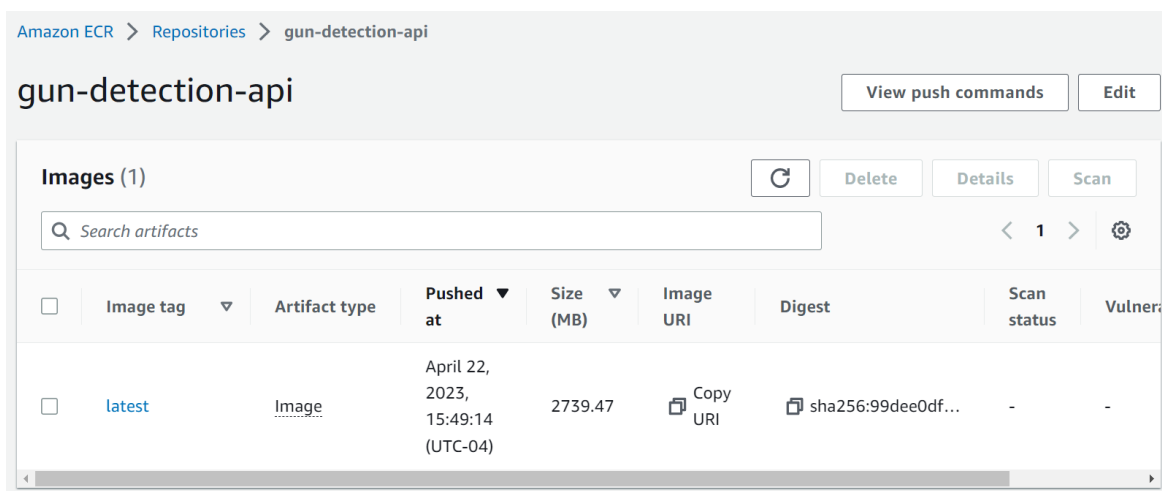 Amazon ECR > Repositories > gun-detection-api
gun-detection-api
View push commands
Edit
Images (1)
Delete
Details
Scan
Search artifacts
< 1 >
Image tag
Artifact type
Pushed
at
Size
(MB)
Image
URI
Digest
Scan
status
Vulnera
latest
Image
April 22,
2023,
15:49:14
(UTC-04)
2739.47
Copy
URI
sha256:99dee0df...
-
-